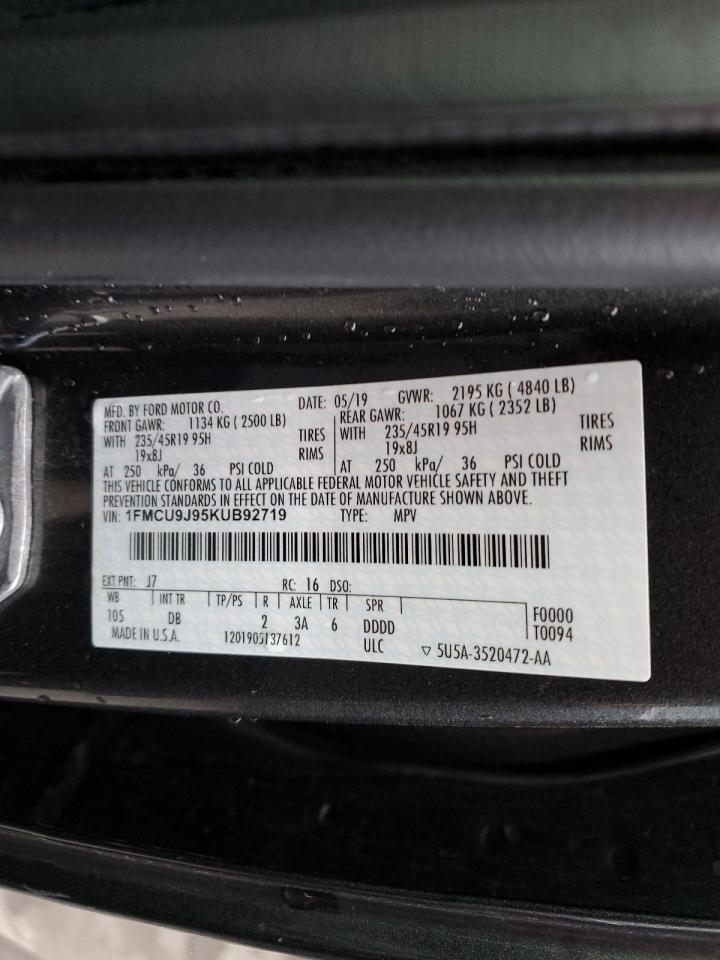 MFD. BY FORD MOTOR CO. DATE: 05/19 GVWR: 2195 KG ( 4840 LB)
FRONT GAWR: 1134 KG ( 2500 LB) REAR GAWR: 1067 KG ( 2352 LB)
WITH 235/45R19 95H TIRES WITH 235/45R19 95H TIRES
19x8J RIMS 19x8J RIMS
AT 250 kPa/ 36 PSI COLD AT 250 kPa/ 36 PSI COLD
THIS VEHICLE CONFORMS TO ALL APPLICABLE FEDERAL MOTOR VEHICLE SAFETY AND THEFT
PREVENTION STANDARDS IN EFFECT ON THE DATE OF MANUFACTURE SHOWN ABOVE.
VIN: 1FMCU9J95KUB92719 TYPE: MPV
EXT PNT: J7 RC: 16 DSO:
WB INT TR TP/PS R AXLE TR SPR
105 DB 2 3A 6 DDDD F0000
MADE IN U.S.A. 1201905137612 ULC T0094
▽ 5U5A-3520472-AA